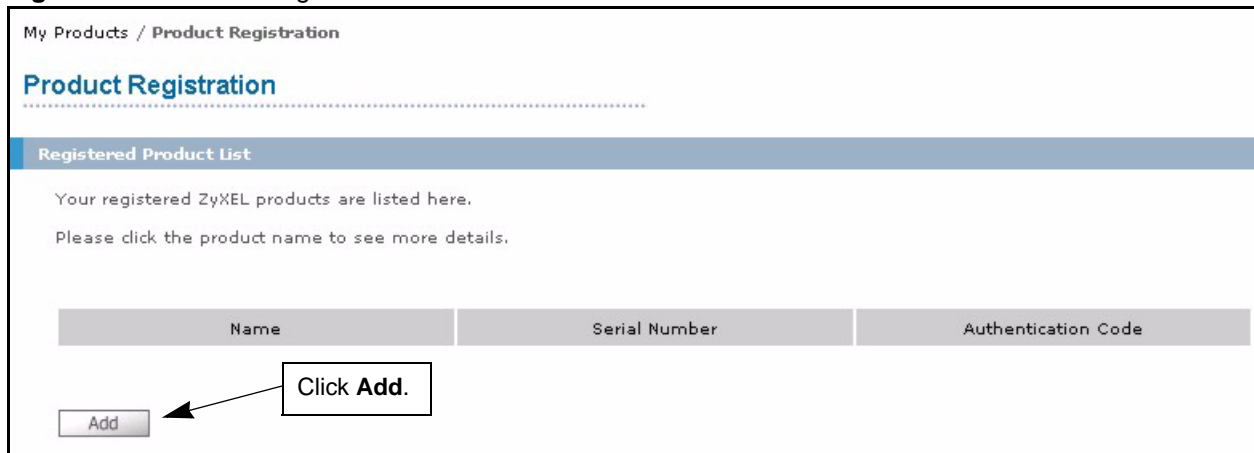 My Products / Product Registration
Product Registration
Registered Product List
Your registered ZyXEL products are listed here.
Please click the product name to see more details.
Name Serial Number Authentication Code
Click Add.
Add